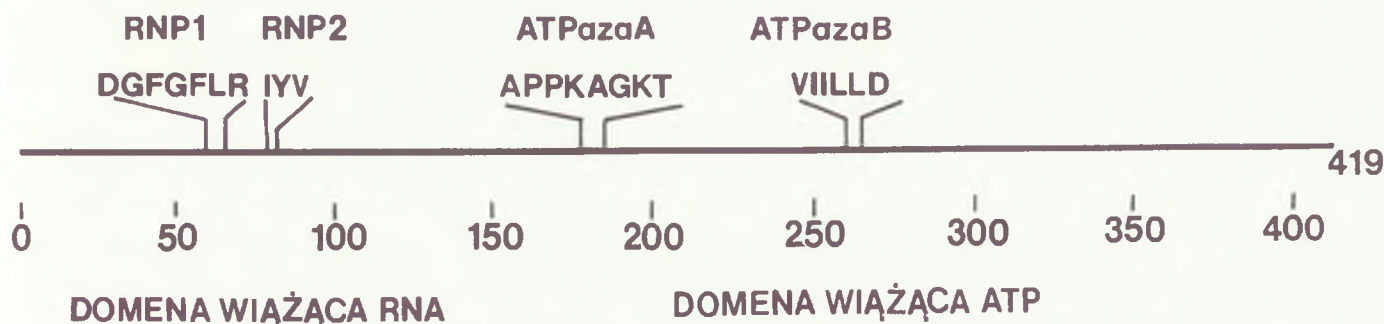 RNP1 RNP2 ATPazaA ATPazaB
DGFGFLR IYV APPKAGKT VIILLD
419
0 50 100 150 200 250 300 350 400
DOMENA WIĄŻĄCA RNA DOMENA WIĄŻĄCA ATP